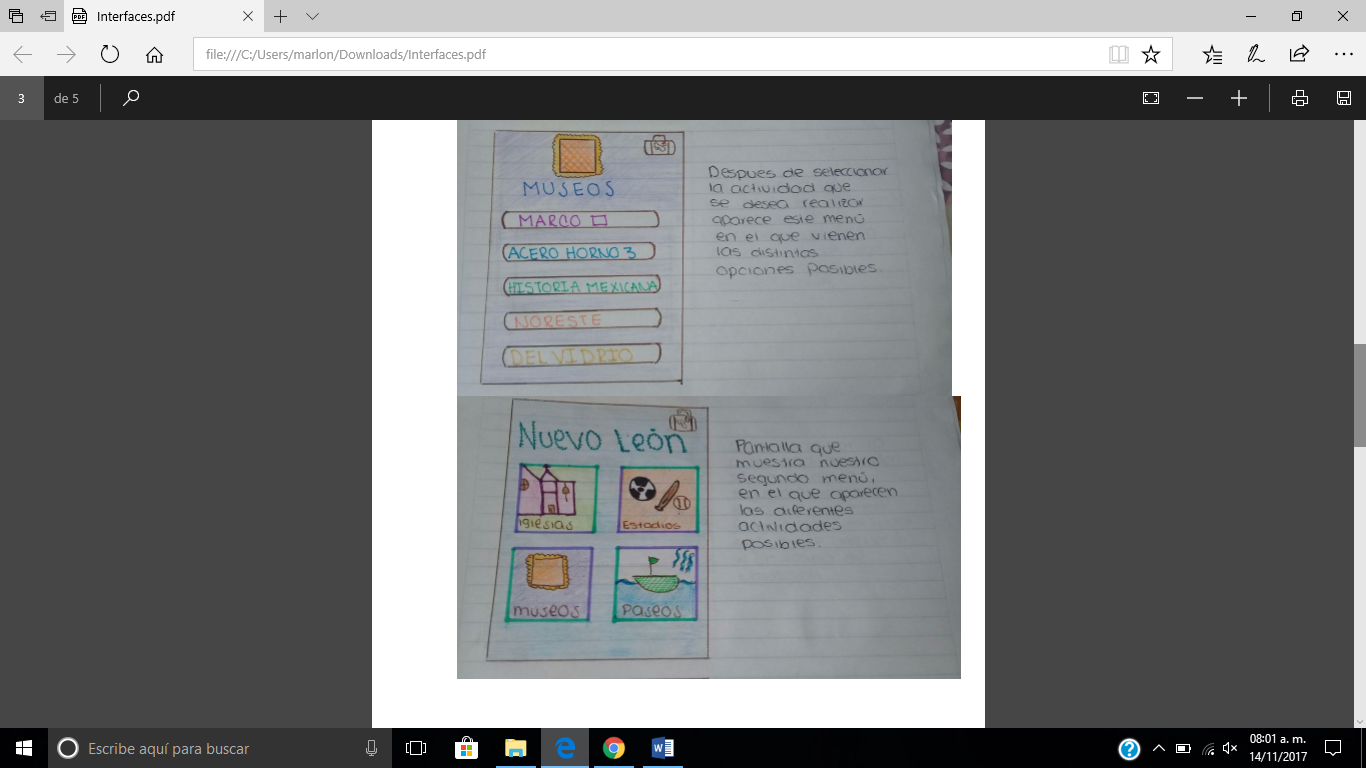 Interfaces.pdf
file:///C:/Users/marlon/Downloads/Interfaces.pdf
3 de 5
MUSEOS
MARCO
ACERO HORNO 3
HISTORIA MEXICANA
NORESTE
DEL VIDRIO
Despues de seleccionar
la actividad que
se desea realizar
aparece este menú
en el que vienen
las distintas
opciones posibles.
Nuevo León
Iglesias
Estadios
museos
Paseos
Pantalla que
muestra nuestro
segundo menú,
en el que aparecen
las diferentes
actividades
posibles.
Escribe aquí para buscar
08:01 a. m.
14/11/2017